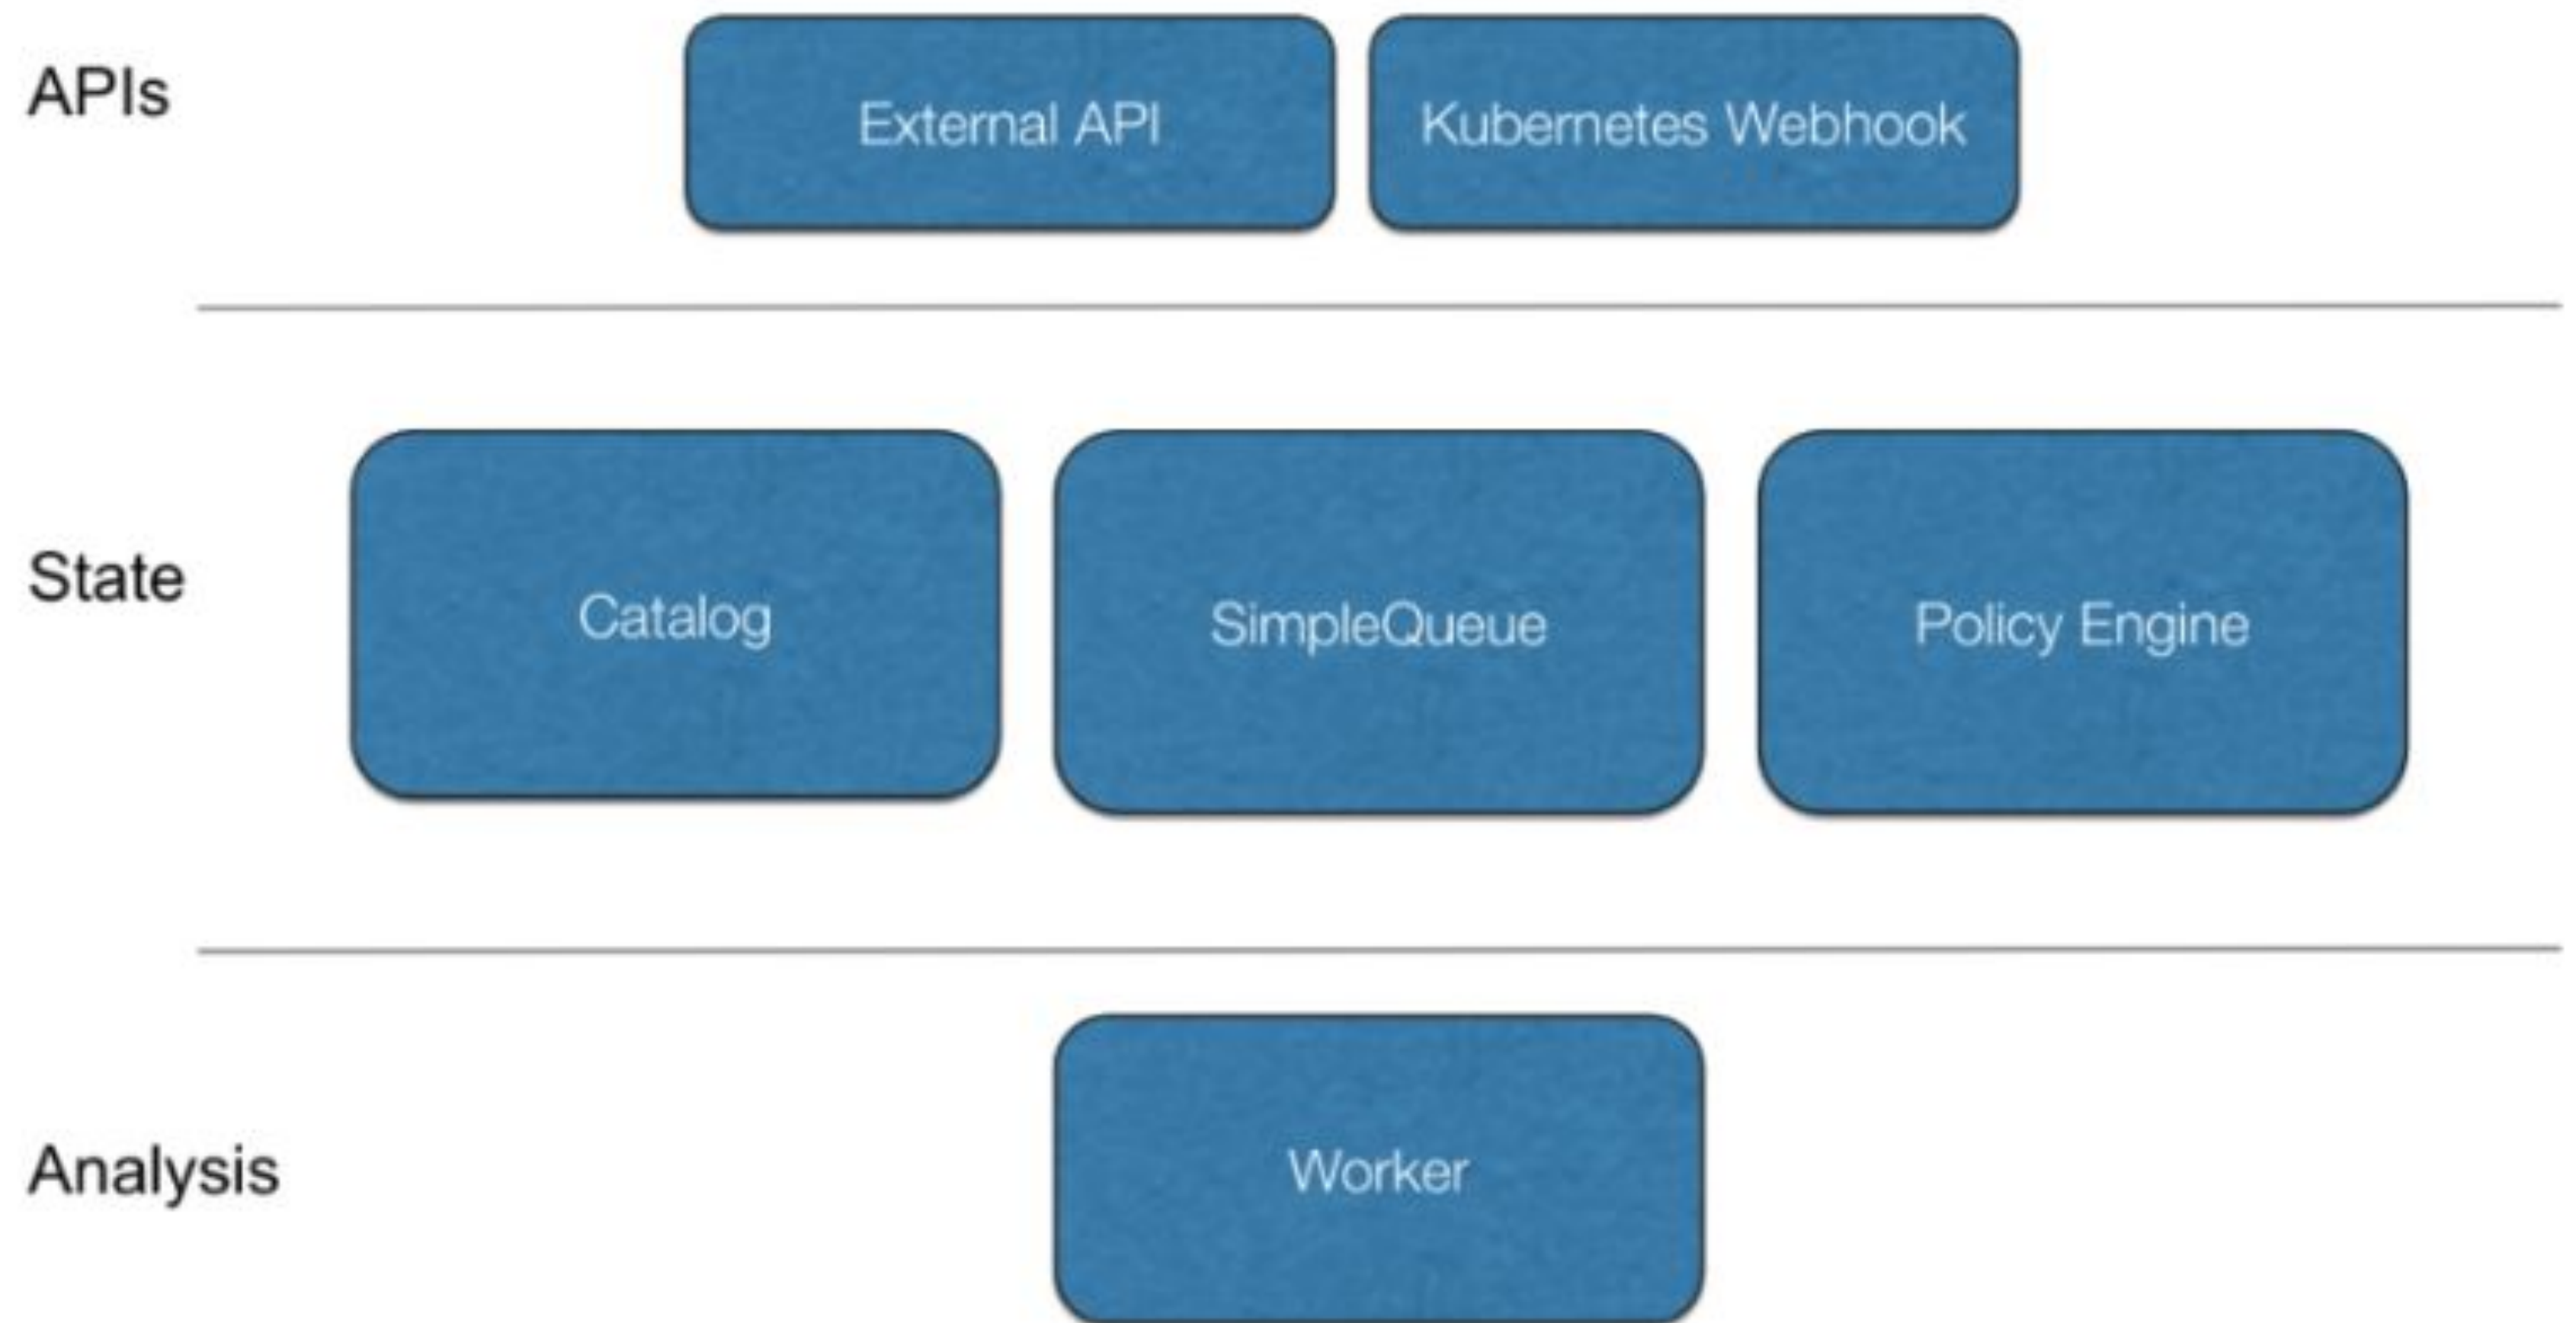 APIs
External API
Kubernetes Webhook
State
Catalog
SimpleQueue
Policy Engine
Analysis
Worker